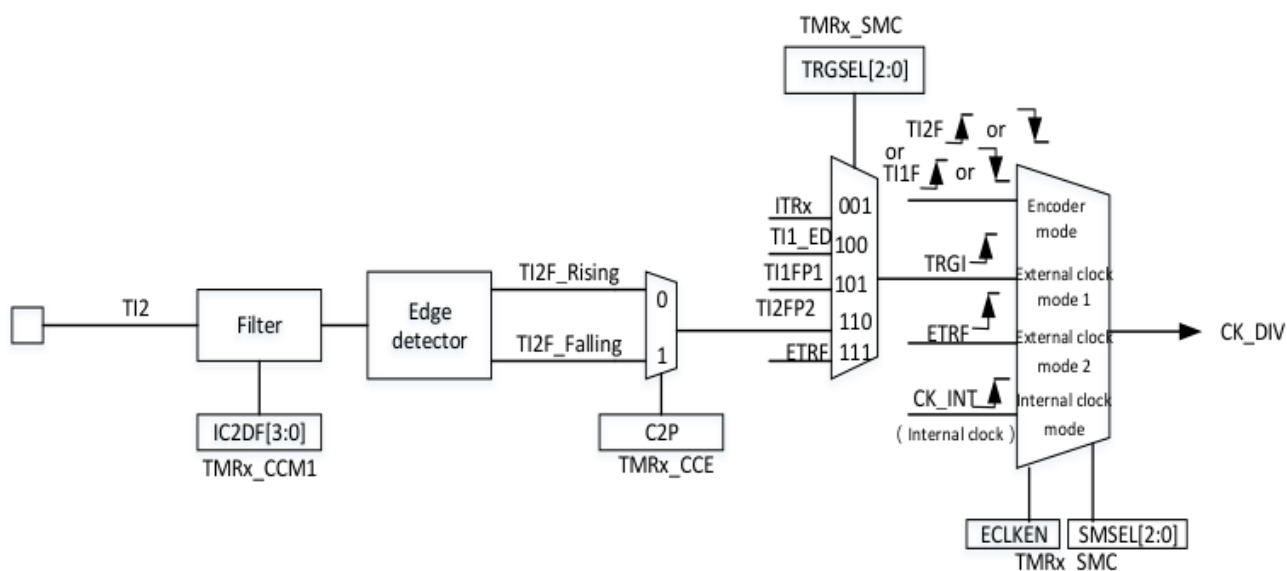 TMRx_SMC
TRGSEL[2:0]
TI2F or
or
TI1F or
ITRx
001
TI1_ED
100
TI1FP1
101
TI2FP2
110
ETRF
111
Encoder
mode
TRGI
External clock
mode 1
ETRF
External clock
mode 2
CK_INT
( Internal clock )
Internal clock
mode
CK_DIV
TI2
Filter
Edge
detector
TI2F_Rising
0
TI2F_Falling
1
IC2DF[3:0]
TMRx_CCM1
C2P
TMRx_CCE
ECLKEN
SMSEL[2:0]
TMRx SMC